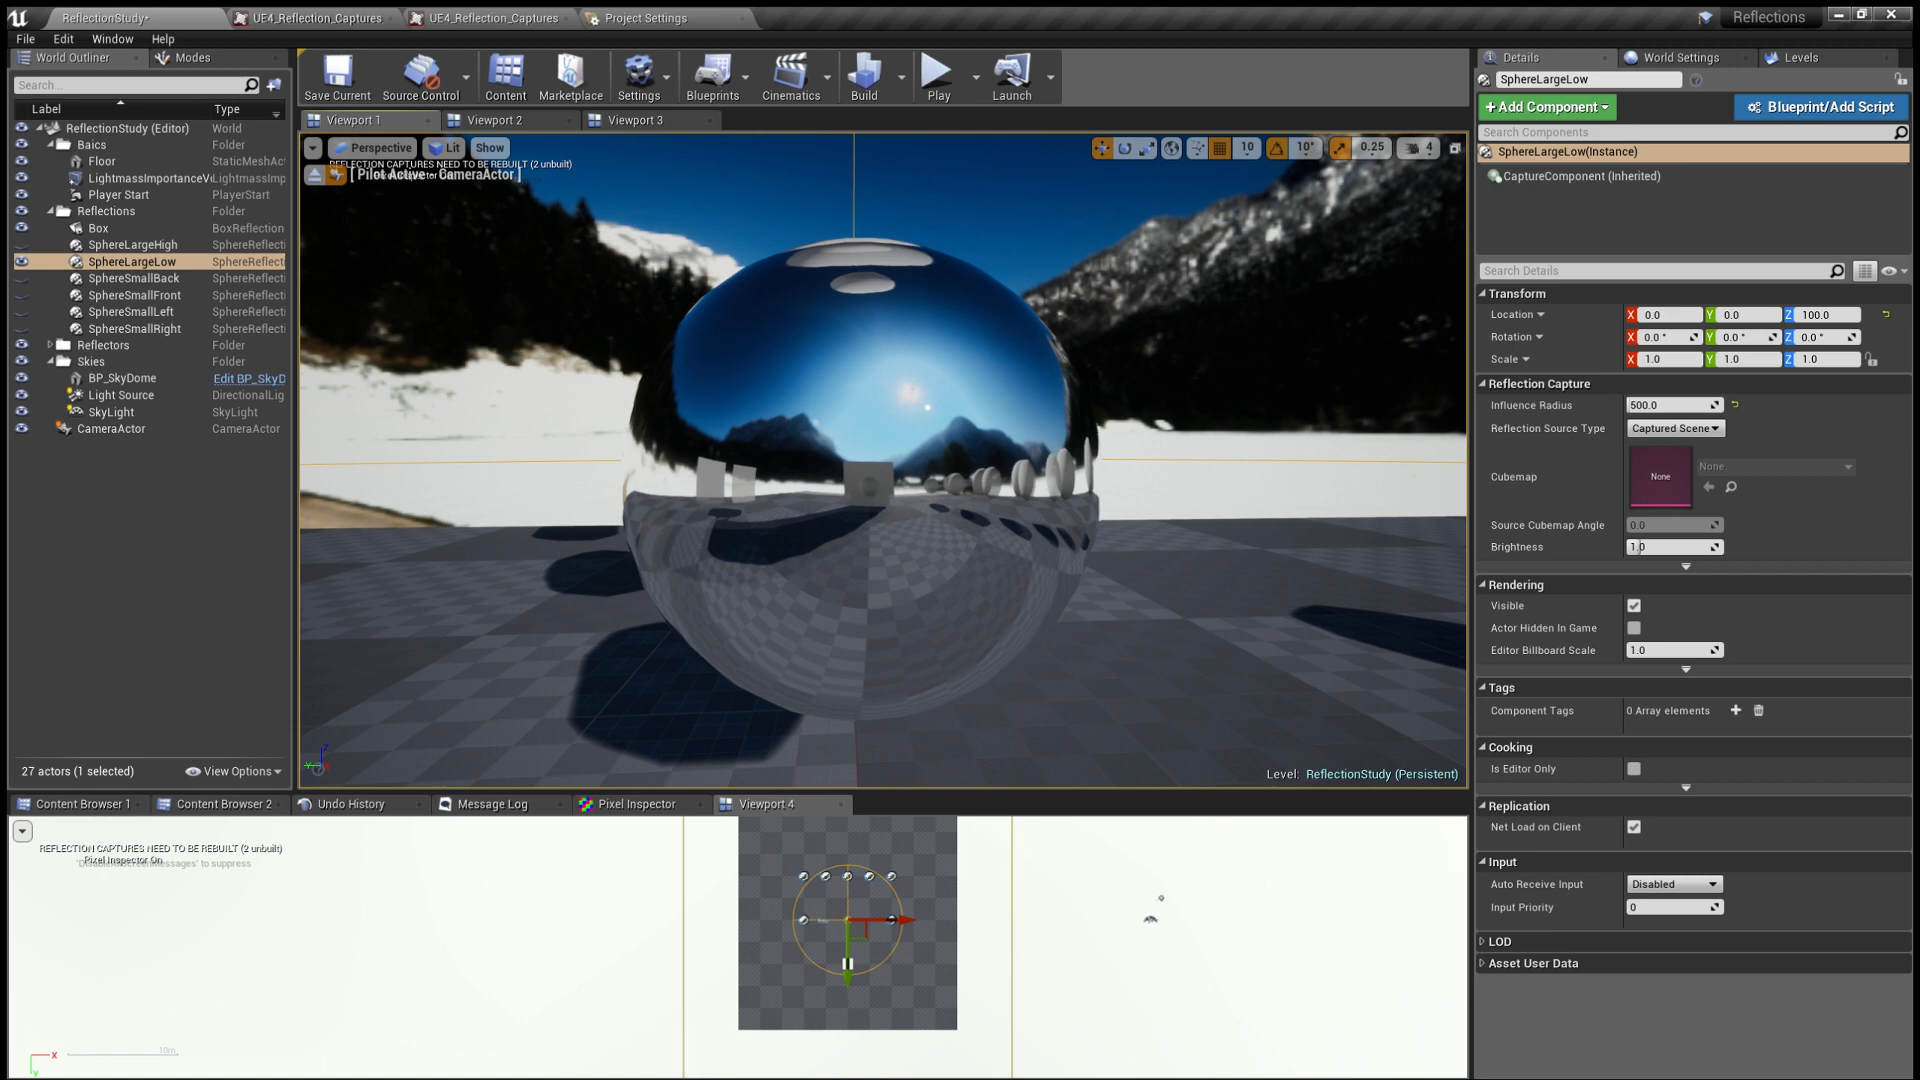 ReflectionStudy*
UE4_Reflection_Captures
UE4_Reflection_Captures
Project Settings
Reflections
File Edit Window Help
World Outliner
Modes
Search...
Label Type
ReflectionStudy (Editor) World
Baics Folder
Floor StaticMeshAct
LightmassImportanceVo LightmassImp
Player Start PlayerStart
Reflections Folder
Box BoxReflection
SphereLargeHigh SphereReflecti
SphereLargeLow SphereReflecti
SphereSmallBack SphereReflecti
SphereSmallFront SphereReflecti
SphereSmallLeft SphereReflecti
SphereSmallRight SphereReflecti
Reflectors Folder
Skies Folder
BP_SkyDome Edit BP_SkyD
Light Source DirectionalLig
SkyLight SkyLight
CameraActor CameraActor
27 actors (1 selected) View Options
Save Current
Source Control
Content
Marketplace
Settings
Blueprints
Cinematics
Build
Play
Launch
Viewport 1
Viewport 2
Viewport 3
Perspective Lit Show
10 10° 0.25 4
REFLECTION CAPTURES NEED TO BE REBUILT (2 unbuilt)
[ Pilot Active - CameraActor ]
Z
Level: ReflectionStudy (Persistent)
Content Browser 1
Content Browser 2
Undo History
Message Log
Pixel Inspector
Viewport 4
REFLECTION CAPTURES NEED TO BE REBUILT (2 unbuilt)
Pixel Inspector On
'DisableAllScreenMessages' to suppress
X
Y
10m
Details
World Settings
Levels
SphereLargeLow
+Add Component
Blueprint/Add Script
Search Components
SphereLargeLow(Instance)
CaptureComponent (Inherited)
Search Details
Transform
Location X 0.0 Y 0.0 Z 100.0
Rotation X 0.0 ° Y 0.0 ° Z 0.0 °
Scale X 1.0 Y 1.0 Z 1.0
Reflection Capture
Influence Radius 500.0
Reflection Source Type Captured Scene
Cubemap None None
Source Cubemap Angle 0.0
Brightness 1.0
Rendering
Visible
Actor Hidden In Game
Editor Billboard Scale 1.0
Tags
Component Tags 0 Array elements
Cooking
Is Editor Only
Replication
Net Load on Client
Input
Auto Receive Input Disabled
Input Priority 0
LOD
Asset User Data